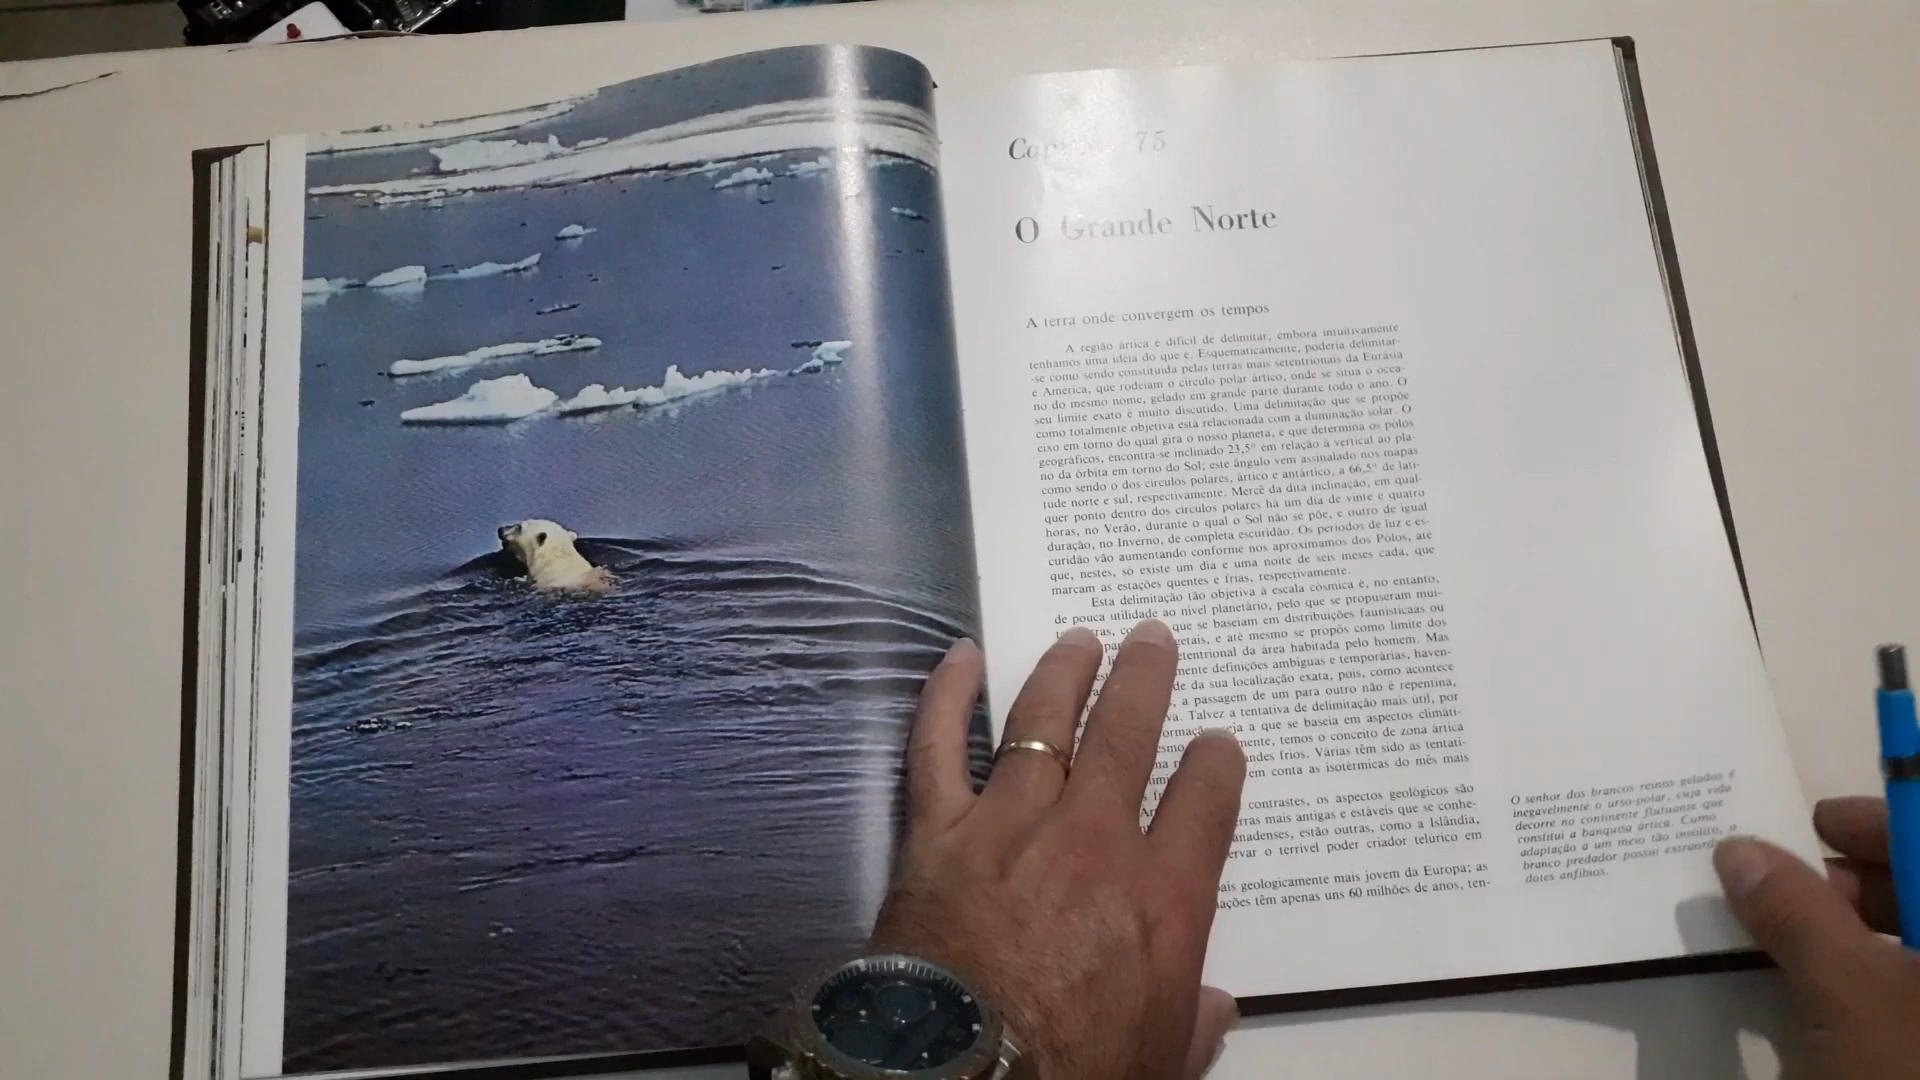 75
O Grande Norte
A terra onde convergem os tempos
A região ártica é difícil de delimitar, embora intuitivamente
tenhamos uma ideia do que é. Esquematicamente, poderia delimitar-
-se como sendo constituída pelas terras mais setentrionais da Eurásia
e América, que rodeiam o círculo polar ártico, onde se situa o ocea-
no do mesmo nome, gelado em grande parte durante todo o ano. O
seu limite exato é muito discutido. Uma delimitação que se propõe
como totalmente objetiva está relacionada com a iluminação solar. O
eixo em torno do qual gira o nosso planeta, e que determina os pólos
geográficos, encontra-se inclinado 23,5° em relação à vertical ao pla-
no da órbita em torno do Sol; este ângulo vem assinalado nos mapas
como sendo o dos círculos polares, ártico e antártico, a 66,5° de lati-
tude norte e sul, respectivamente. Mercê da dita inclinação, em qual-
quer ponto dentro dos círculos polares há um dia de vinte e quatro
horas, no Verão, durante o qual o Sol não se põe, e outro de igual
duração, no Inverno, de completa escuridão. Os períodos de luz e es-
curidão vão aumentando conforme nos aproximamos dos Pólos, até
que, nestes, só existe um dia e uma noite de seis meses cada, que
marcam as estações quentes e frias, respectivamente.
Esta delimitação tão objetiva à escala cósmica é, no entanto,
de pouca utilidade ao nível planetário, pelo que se propuseram mui-
que se baseiam em distribuições faunísticaas ou
e até mesmo se propôs como limite dos
da área habitada pelo homem. Mas
definições ambíguas e temporárias, haven-
de da sua localização exata, pois, como acontece
a passagem de um para outro não é repentina,
Talvez a tentativa de delimitação mais útil, por
a que se baseia em aspectos climáti-
temos o conceito de zona ártica
frios. Várias têm sido as tentati-
em conta as isotérmicas do mês mais
contrastes, os aspectos geológicos são
mais antigas e estáveis que se conhe-
estão outras, como a Islândia,
o terrível poder criador telúrico em
geologicamente mais jovem da Europa; as
têm apenas uns 60 milhões de anos, ten-
O senhor dos brancos reinos gelados é
inegavelmente o urso-polar, cuja vida
decorre no continente flutuante que
constitui a banquisa ártica. Como
adaptação a um meio tão insólito, o
branco predador possui
dotes anfíbios.